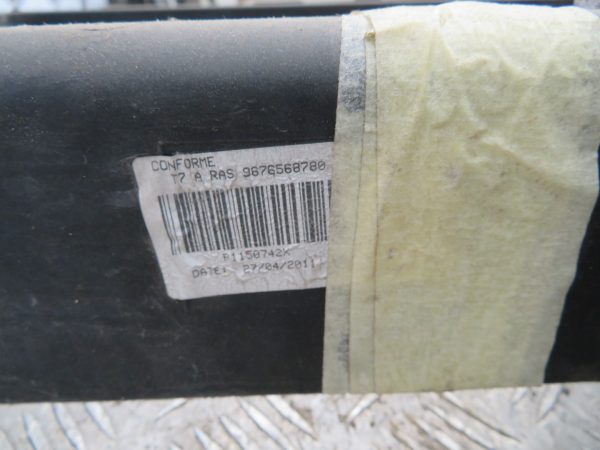 CONFORME
T7 A RAS 9676568780
P1150742K
DATE: 27/04/2011